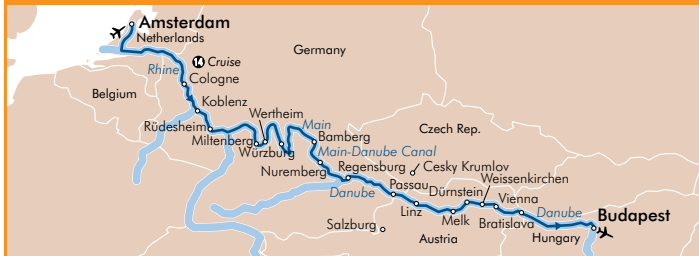 Amsterdam
Netherlands
Germany
14 Cruise
Rhine
Cologne
Belgium
Koblenz
Wertheim
Rüdesheim
Main
Miltenberg
Bamberg
Czech Rep.
Würzburg
Main-Danube Canal
Nuremberg
Regensburg
Cesky Krumlov
Weissenkirchen
Danube
Passau
Dürnstein
Vienna
Linz
Melk
Bratislava
Danube
Budapest
Salzburg
Austria
Hungary